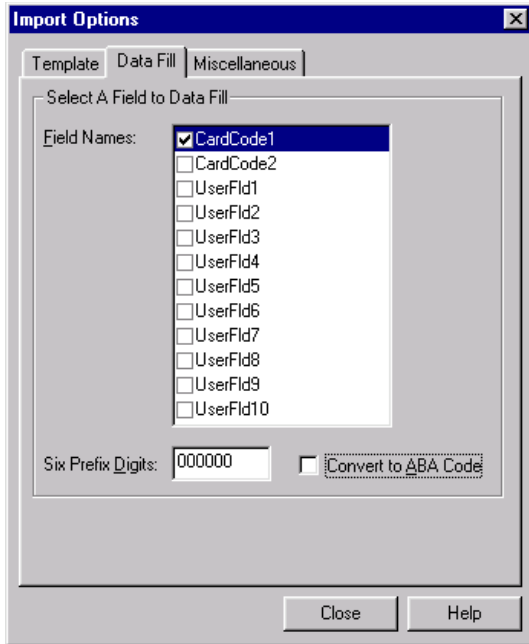 Import Options
Template Data Fill Miscellaneous
Select A Field to Data Fill
Field Names:
CardCode1
CardCode2
UserFld1
UserFld2
UserFld3
UserFld4
UserFld5
UserFld6
UserFld7
UserFld8
UserFld9
UserFld10
Six Prefix Digits: 000000 Convert to ABA Code
Close Help